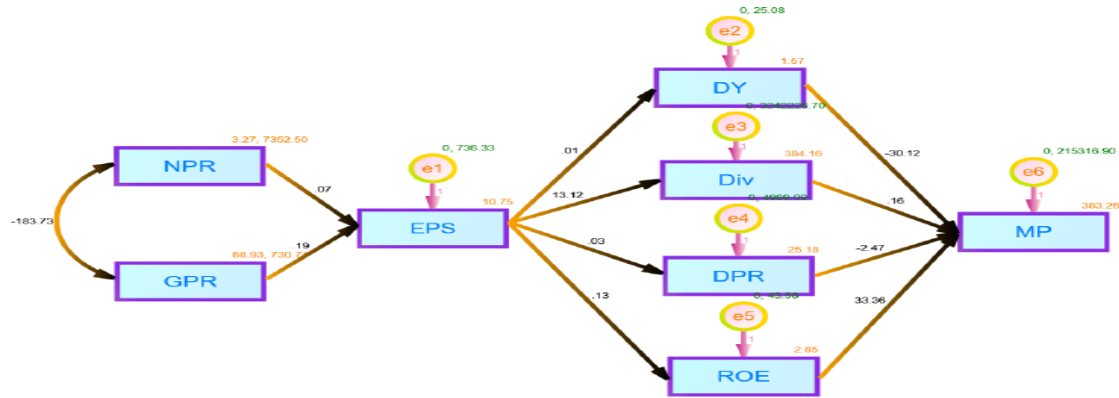 0, 25.08
e2
1
1.57
DY
e3
1
384.16
Div
e4
1
25.18
DPR
e5
1
2.85
ROE
3.27, 7352.50
NPR
0, 736.33
e1
1
10.75
EPS
GPR
-183.73
.07
.19
.01
13.12
.03
.13
-30.12
.16
-2.47
33.36
0, 215316.90
e6
1
MP